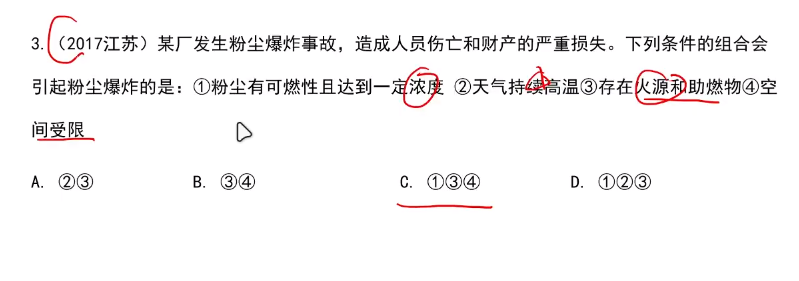 3.（2017江苏）某厂发生粉尘爆炸事故，造成人员伤亡和财产的严重损失。下列条件的组合会
引起粉尘爆炸的是：①粉尘有可燃性且达到一定浓度 ②天气持续高温③存在火源和助燃物④空
间受限
A. ②③ B. ③④ C. ①③④ D. ①②③